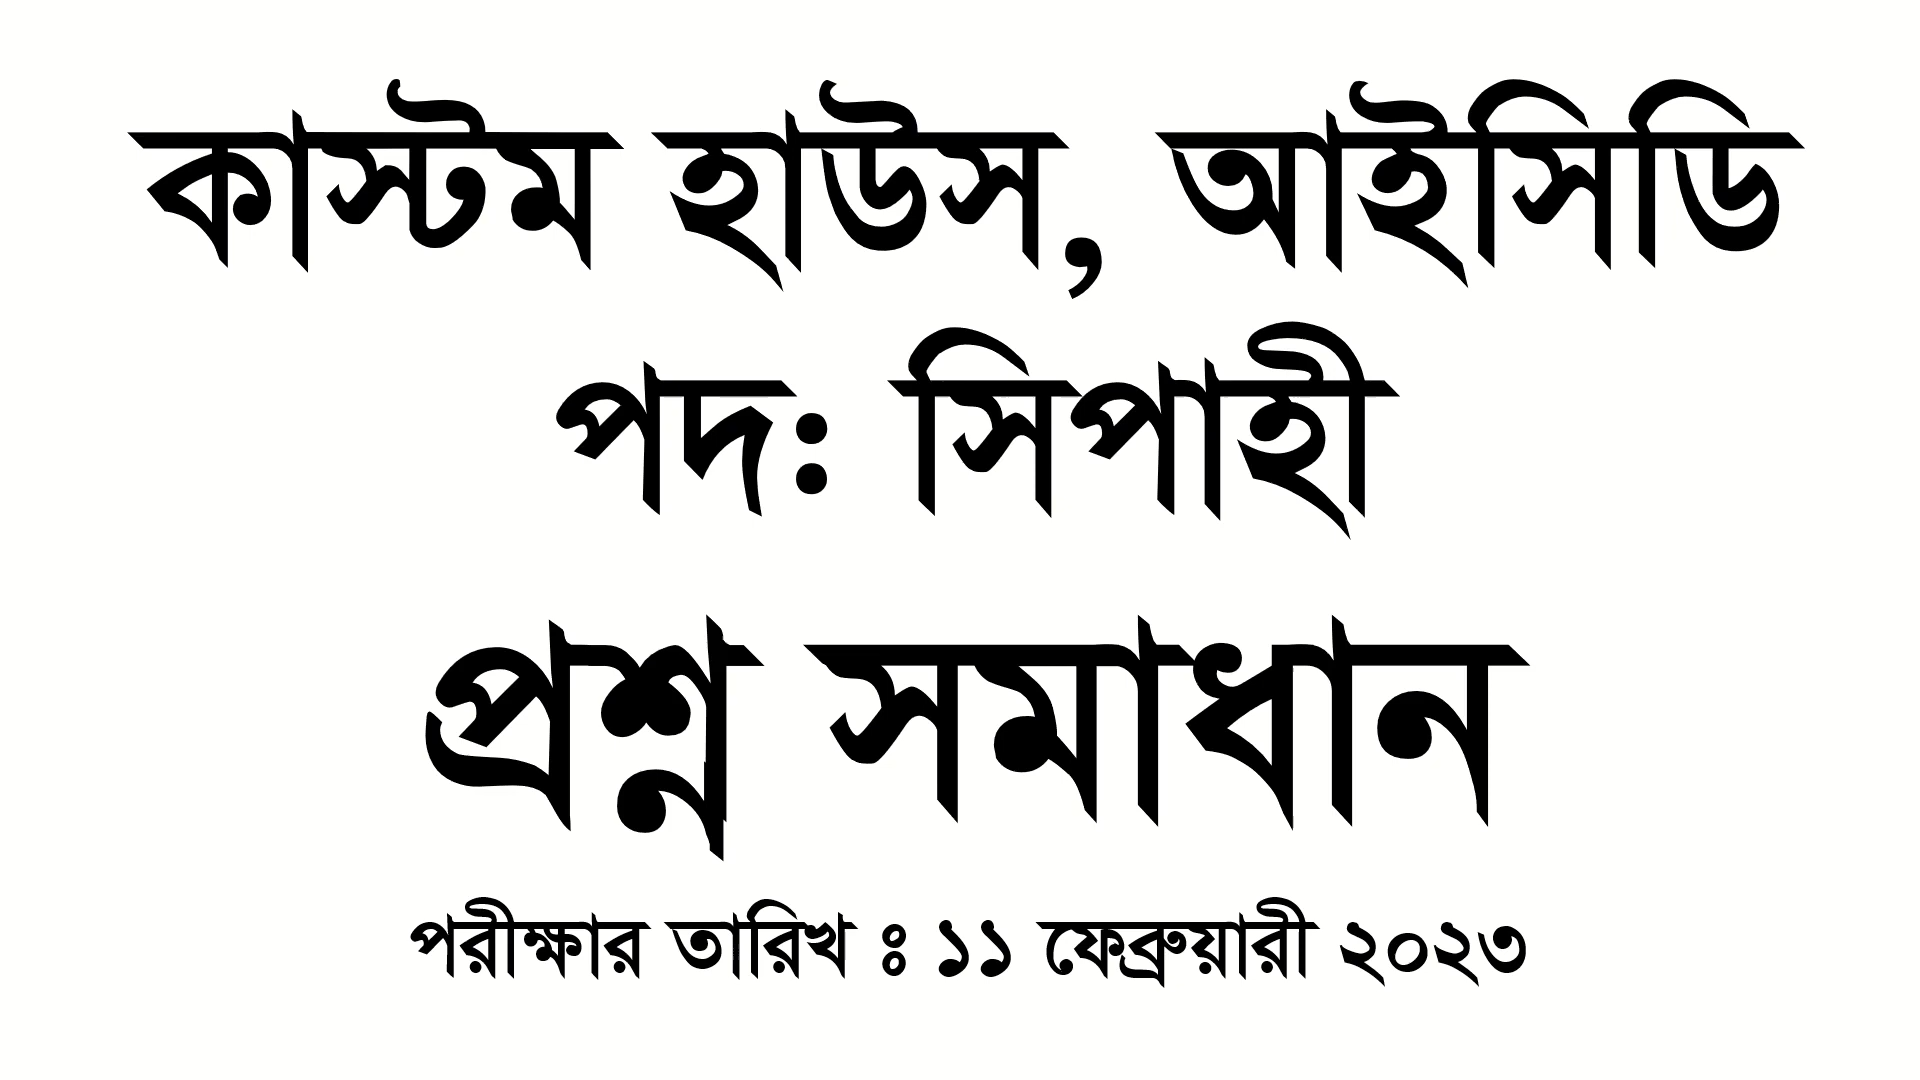 কাস্টম হাউস, আইসিডি
পদ: সিপাহী
প্রশ্ন সমাধান
পরীক্ষার তারিখ ঃ ১১ ফেব্রুয়ারী ২০২৩